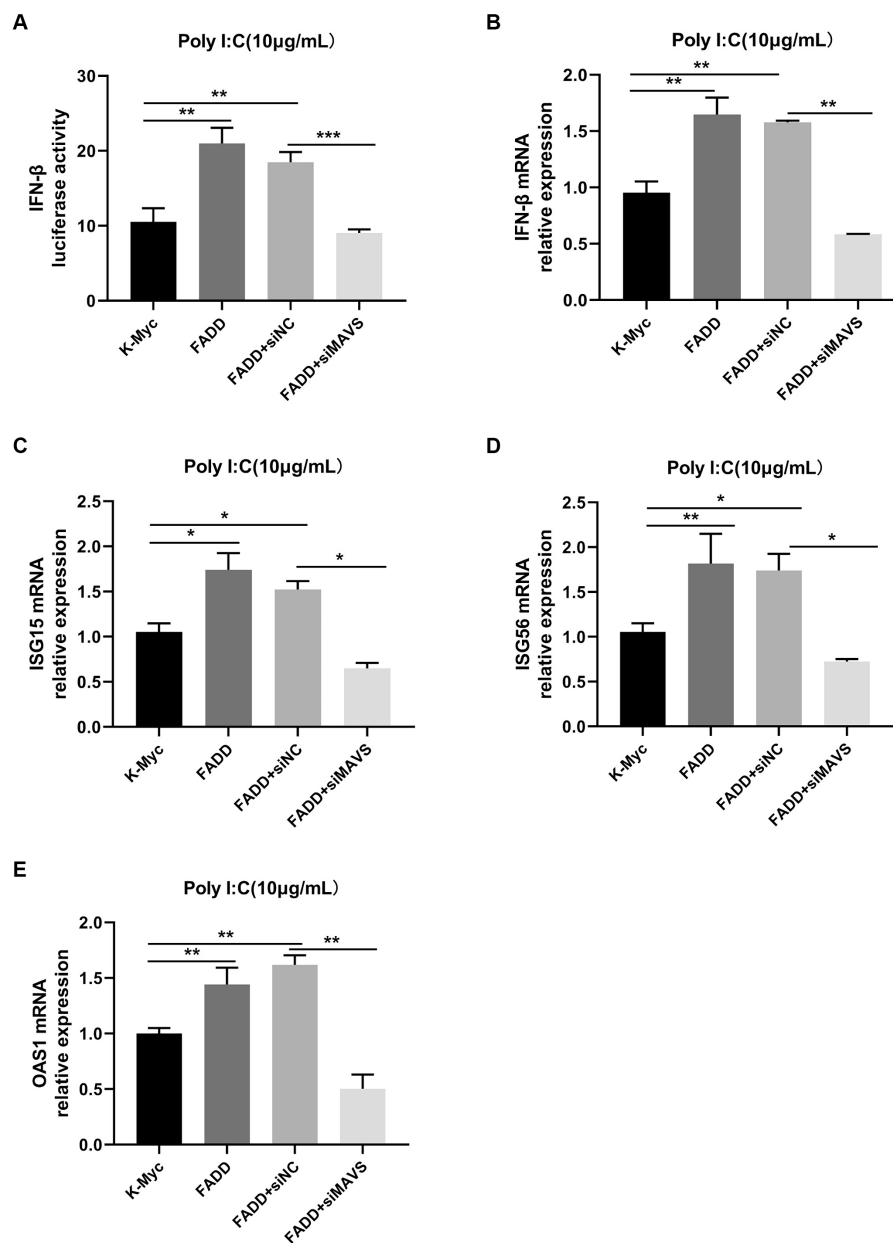 A
Poly I:C(10μg/mL)
IFN-β
luciferase activity
30
20
10
0
**
**
***
K-Myc
FADD
FADD+siNC
FADD+siMAVS
B
Poly I:C(10μg/mL)
IFN-β mRNA
relative expression
2.0
1.5
1.0
0.5
0.0
**
**
**
K-Myc
FADD
FADD+siNC
FADD+siMAVS
C
Poly I:C(10μg/mL)
ISG15 mRNA
relative expression
2.5
2.0
1.5
1.0
0.5
0.0
*
*
*
K-Myc
FADD
FADD+siNC
FADD+siMAVS
D
Poly I:C(10μg/mL)
ISG56 mRNA
relative expression
2.5
2.0
1.5
1.0
0.5
0.0
*
**
*
K-Myc
FADD
FADD+siNC
FADD+siMAVS
E
Poly I:C(10μg/mL)
OAS1 mRNA
relative expression
2.0
1.5
1.0
0.5
0.0
**
**
**
K-Myc
FADD
FADD+siNC
FADD+siMAVS